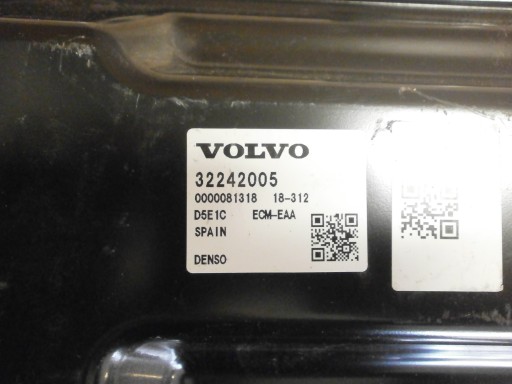 VOLVO
32242005
0000081318 18-312
D5E1C ECM-EAA
SPAIN
DENSO